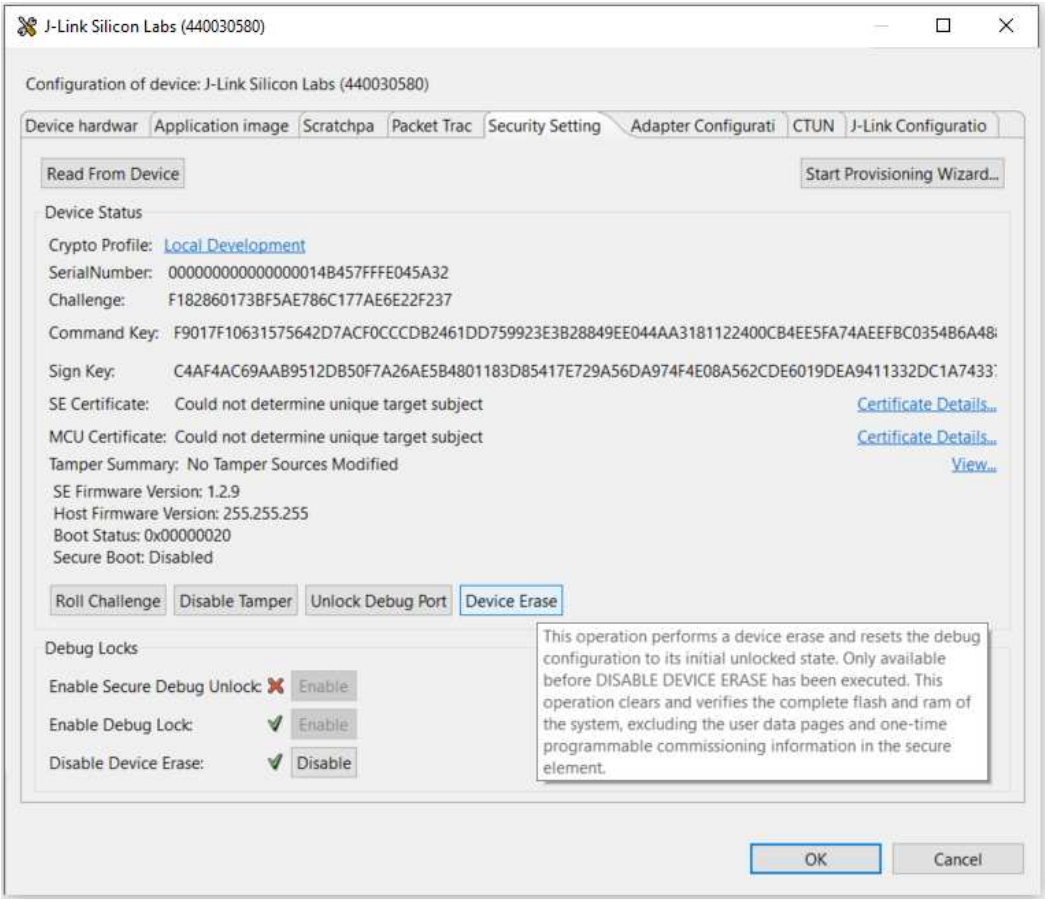 J-Link Silicon Labs (440030580)
Configuration of device: J-Link Silicon Labs (440030580)
Device hardwar Application image Scratchpa Packet Trac Security Setting Adapter Configurati CTUN J-Link Configuratio
Read From Device Start Provisioning Wizard...
Device Status
Crypto Profile: Local Development
SerialNumber: 000000000000000014B457FFFE045A32
Challenge: F182860173BF5AE786C177AE6E22F237
Command Key: F9017F10631575642D7ACF0CCCDB2461DD759923E3B28849EE044AA3181122400CB4EE5FA74AEEFBC0354B6A48
Sign Key: C4AF4AC69AAB9512DB50F7A26AE5B4801183D85417E729A56DA974F4E08A562CDE6019DEA9411332DC1A7433
SE Certificate: Could not determine unique target subject Certificate Details...
MCU Certificate: Could not determine unique target subject Certificate Details...
Tamper Summary: No Tamper Sources Modified View...
SE Firmware Version: 1.2.9
Host Firmware Version: 255.255.255
Boot Status: 0x00000020
Secure Boot: Disabled
Roll Challenge Disable Tamper Unlock Debug Port Device Erase
This operation performs a device erase and resets the debug
configuration to its initial unlocked state. Only available
before DISABLE DEVICE ERASE has been executed. This
operation clears and verifies the complete flash and ram of
the system, excluding the user data pages and one-time
programmable commissioning information in the secure
element.
Debug Locks
Enable Secure Debug Unlock: Enable
Enable Debug Lock: Enable
Disable Device Erase: Disable
OK Cancel